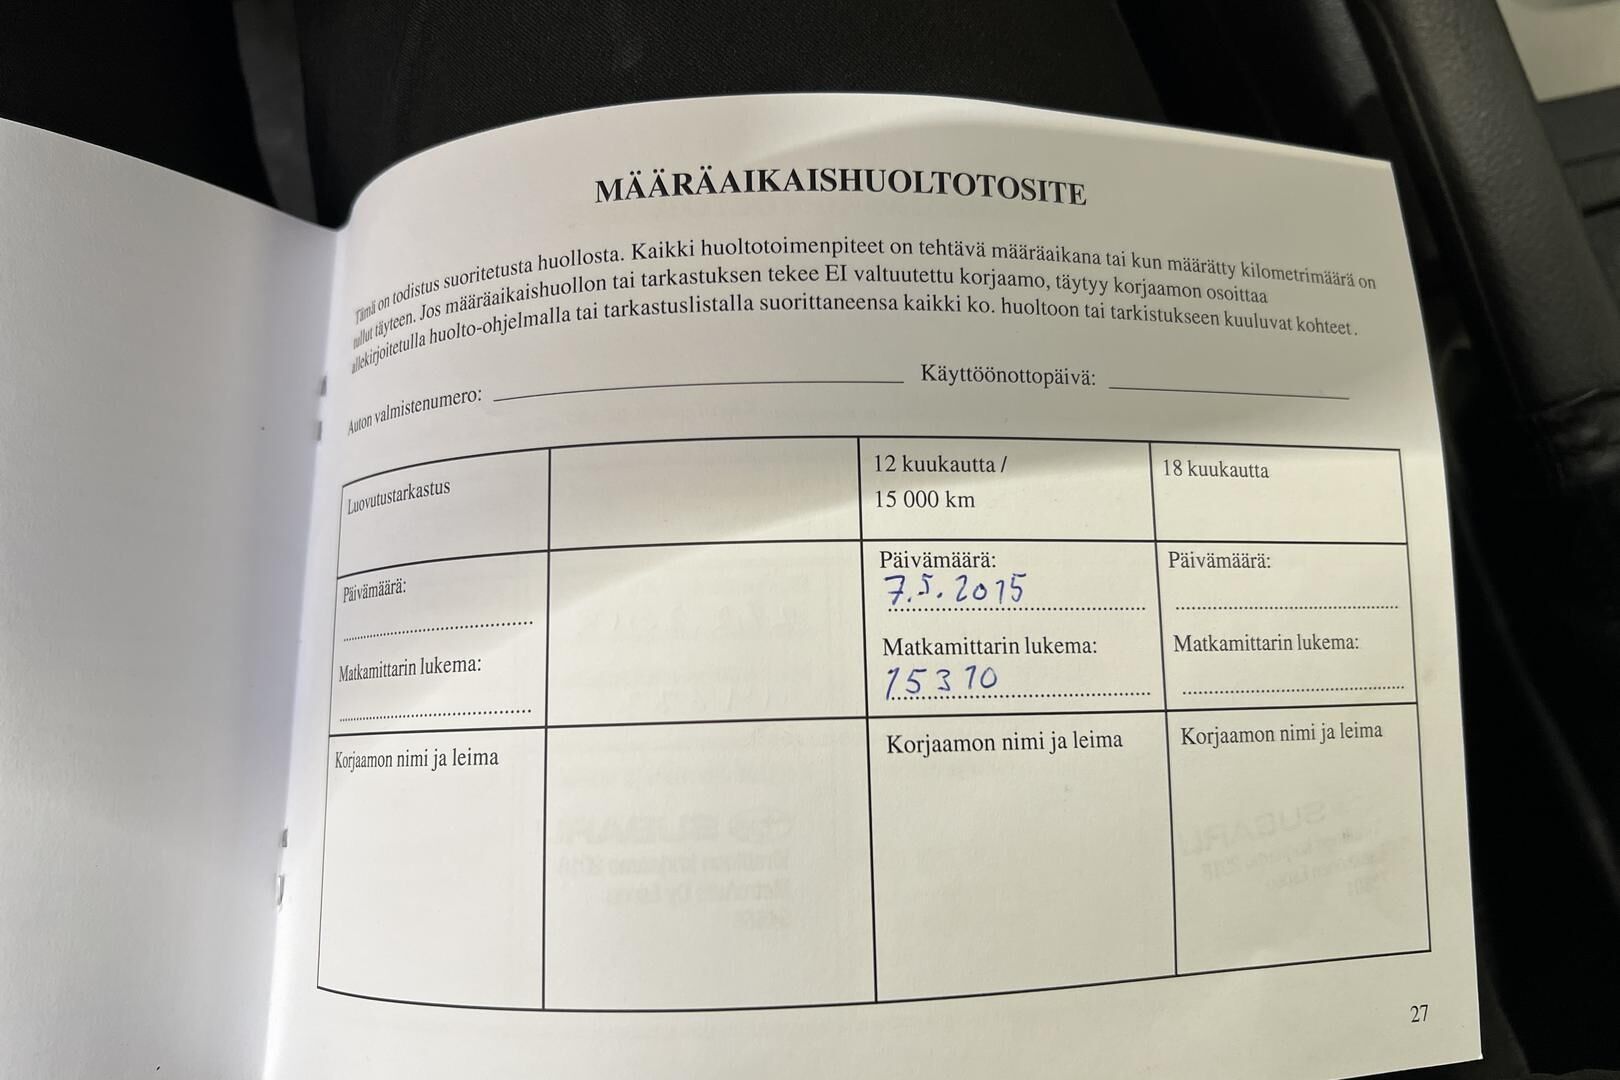 MÄÄRÄAIKAISHUOLTOTOSITE
Tämä on todistus suoritetusta huollosta. Kaikki huoltotoimenpiteet on tehtävä määräaikana tai kun määrätty kilometrimäärä on
tullut täyteen. Jos määräaikaishuollon tai tarkastuksen tekee EI valtuutettu korjaamo, täytyy korjaamon osoittaa
allekirjoitetulla huolto-ohjelmalla tai tarkastuslistalla suorittaneensa kaikki ko. huoltoon tai tarkistukseen kuuluvat kohteet.
Auton valmistenumero: Käyttöönottopäivä:
Luovutustarkastus
12 kuukautta /
15 000 km
18 kuukautta
Päivämäärä:
Matkamittarin lukema:
Päivämäärä:
7.5.2015
Matkamittarin lukema:
15310
Päivämäärä:
Matkamittarin lukema:
Korjaamon nimi ja leima
Korjaamon nimi ja leima
Korjaamon nimi ja leima
SUBARU
SUBARU
27